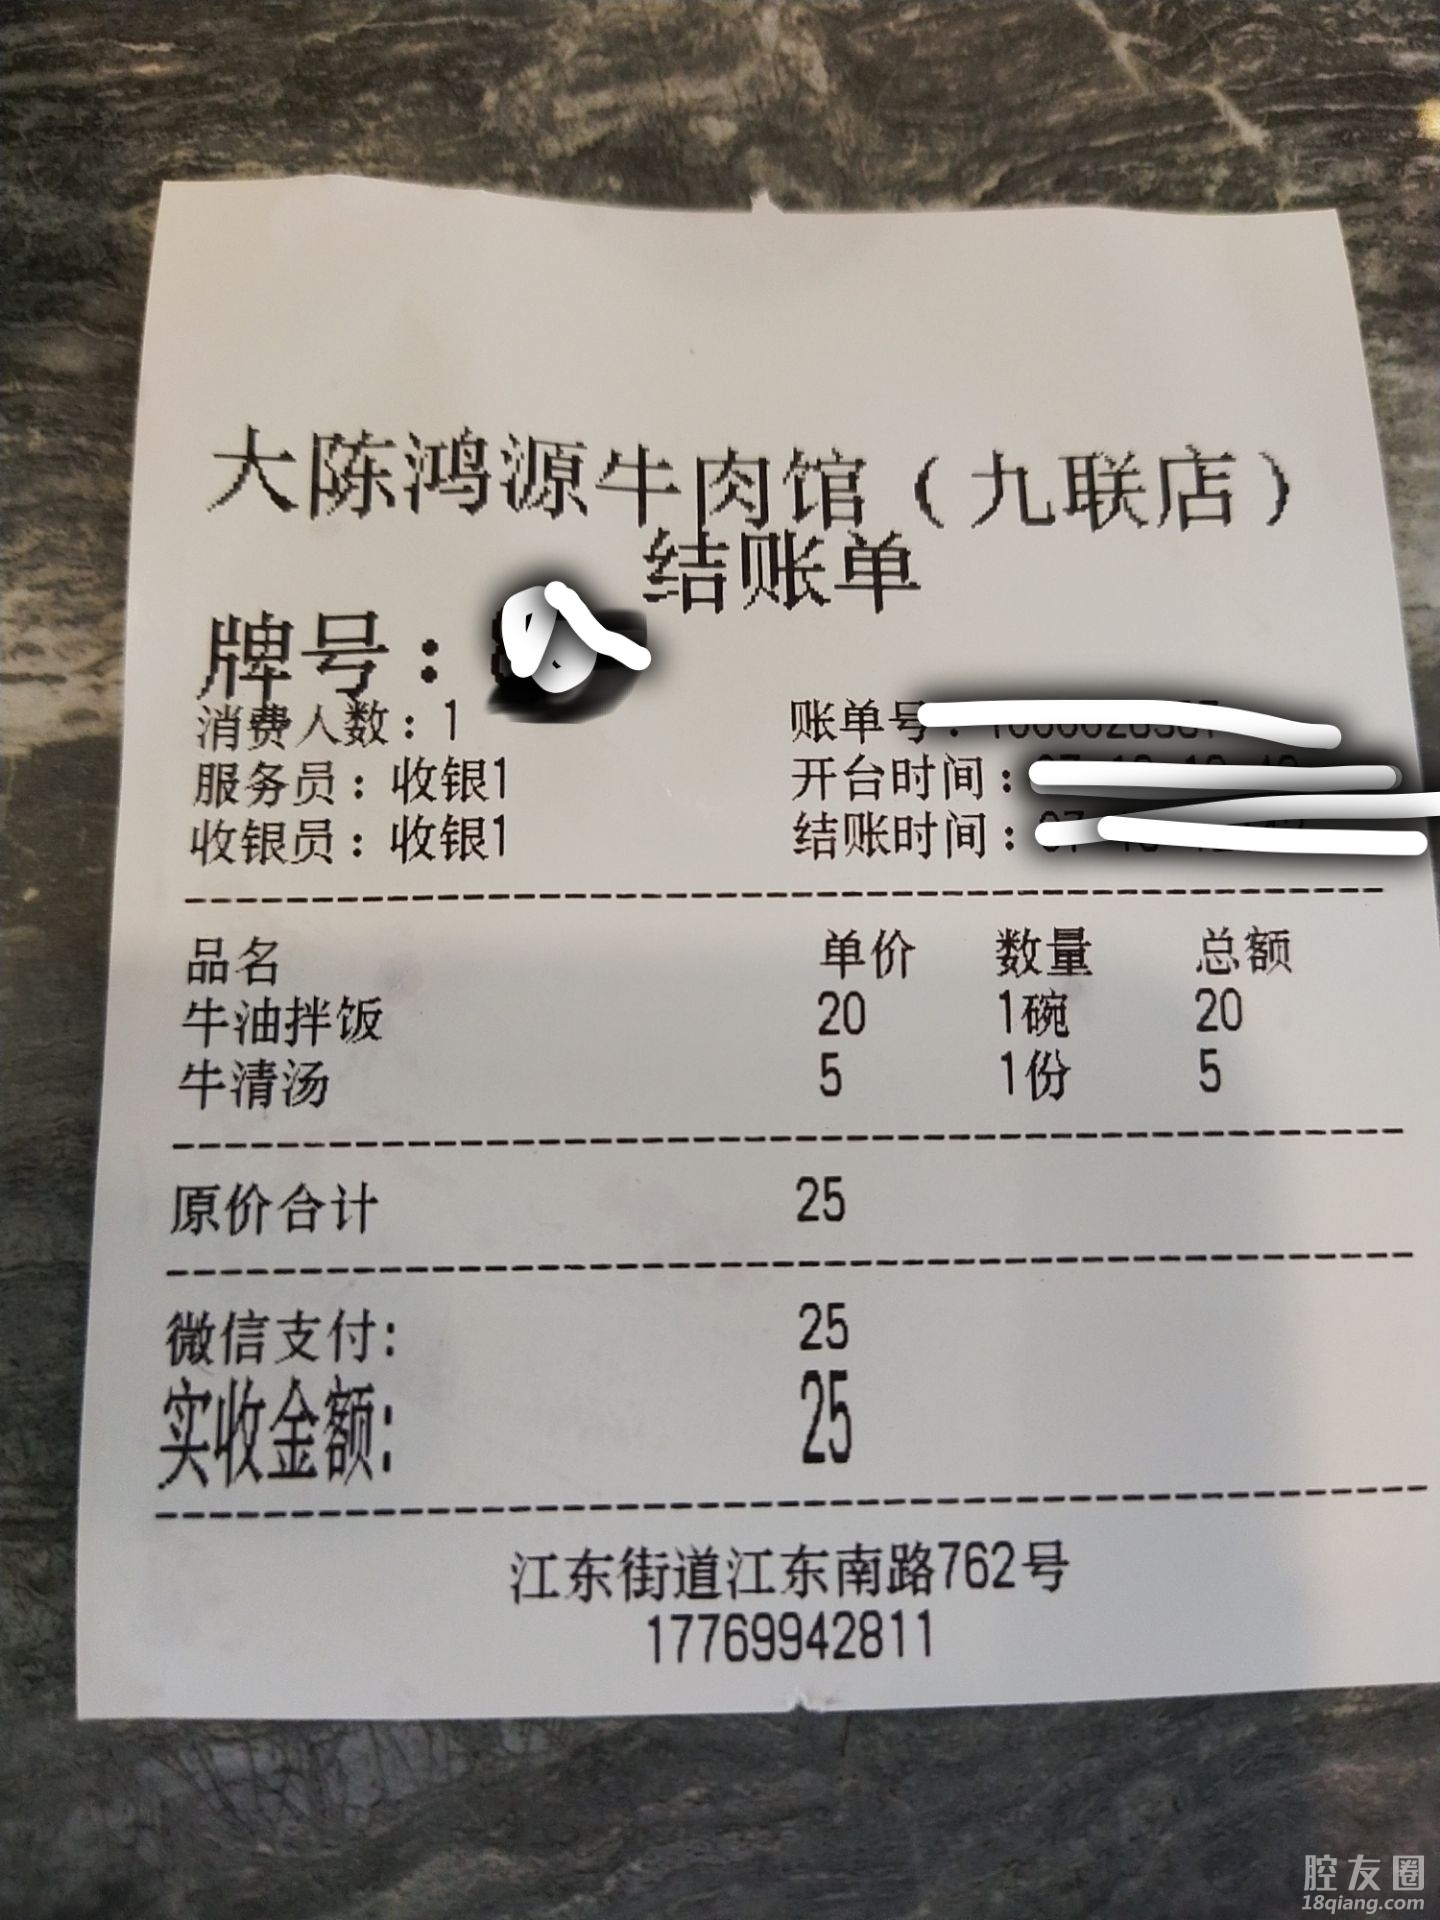 大陈鸿源牛肉馆（九联店）
结账单
牌号：
消费人数：1
账单号：
服务员：收银1
开台时间：
收银员：收银1
结账时间：
品名 单价 数量 总额
牛油拌饭 20 1碗 20
牛清汤 5 1份 5
原价合计 25
微信支付: 25
实收金额: 25
江东街道江东南路762号
17769942811
腔友圈
18qiang.com